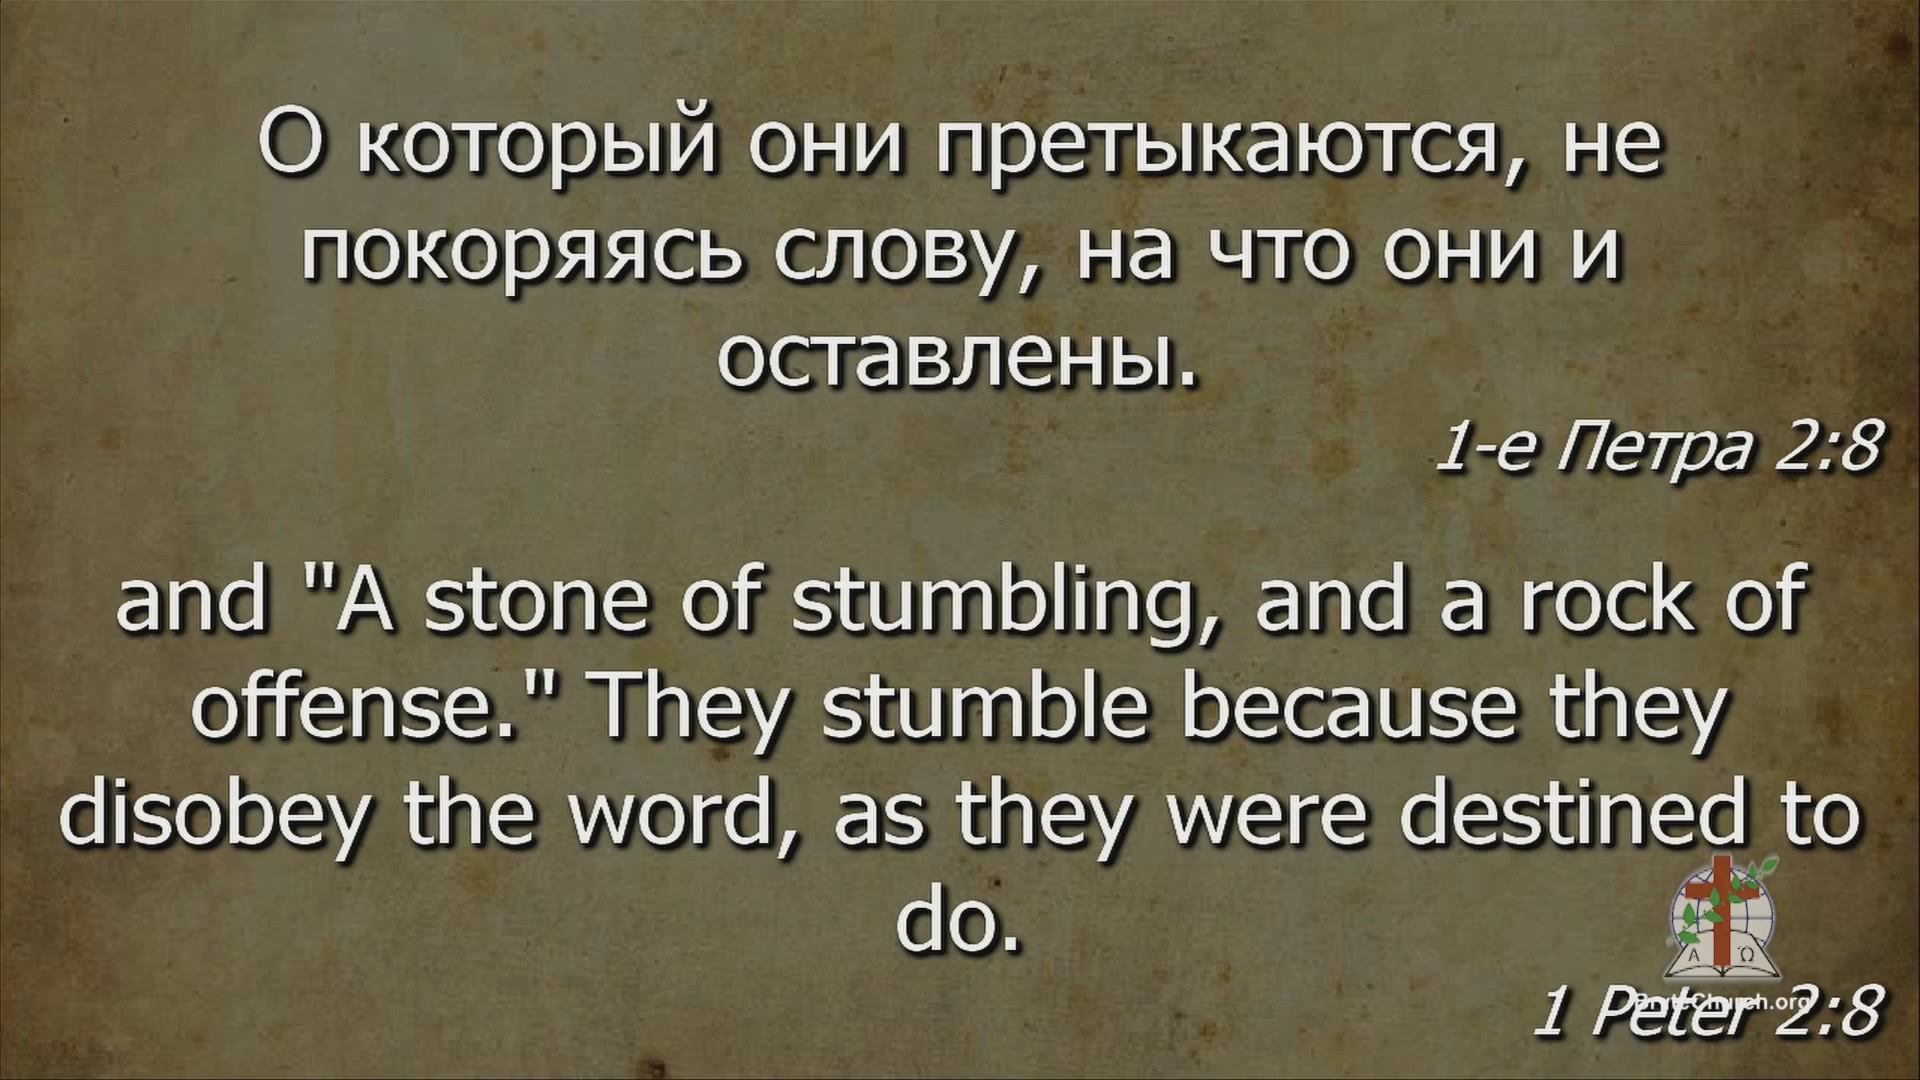 О который они претыкаются, не
покоряясь слову, на что они и
оставлены.
1-е Петра 2:8
and "A stone of stumbling, and a rock of
offense." They stumble because they
disobey the word, as they were destined to
do.
Α Ω
1 Peter 2:8